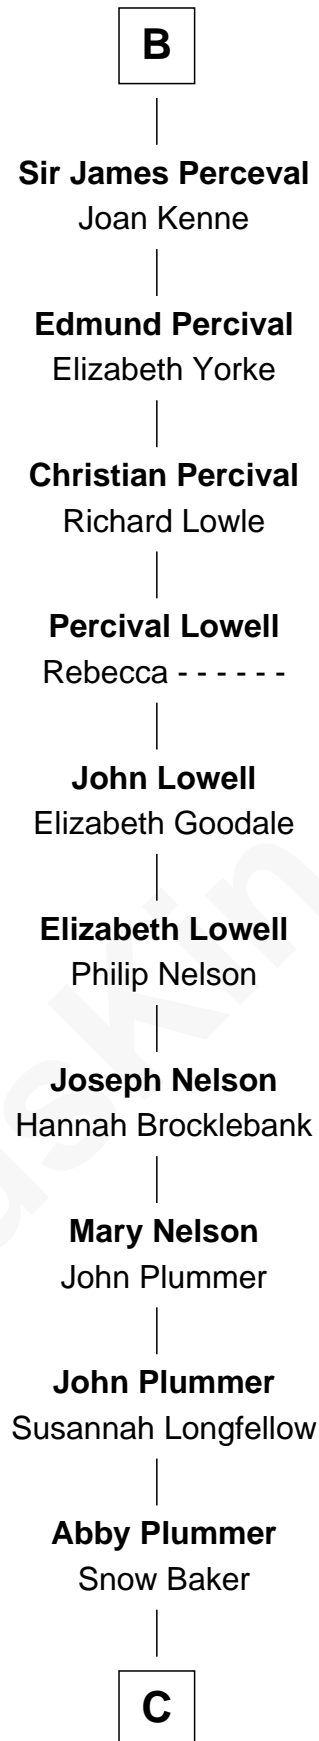 B
Sir James Perceval
Joan Kenne
Edmund Percival
Elizabeth Yorke
Christian Percival
Richard Lowle
Percival Lowell
Rebecca - - - - - -
John Lowell
Elizabeth Goodale
Elizabeth Lowell
Philip Nelson
Joseph Nelson
Hannah Brocklebank
Mary Nelson
John Plummer
John Plummer
Susannah Longfellow
Abby Plummer
Snow Baker
C